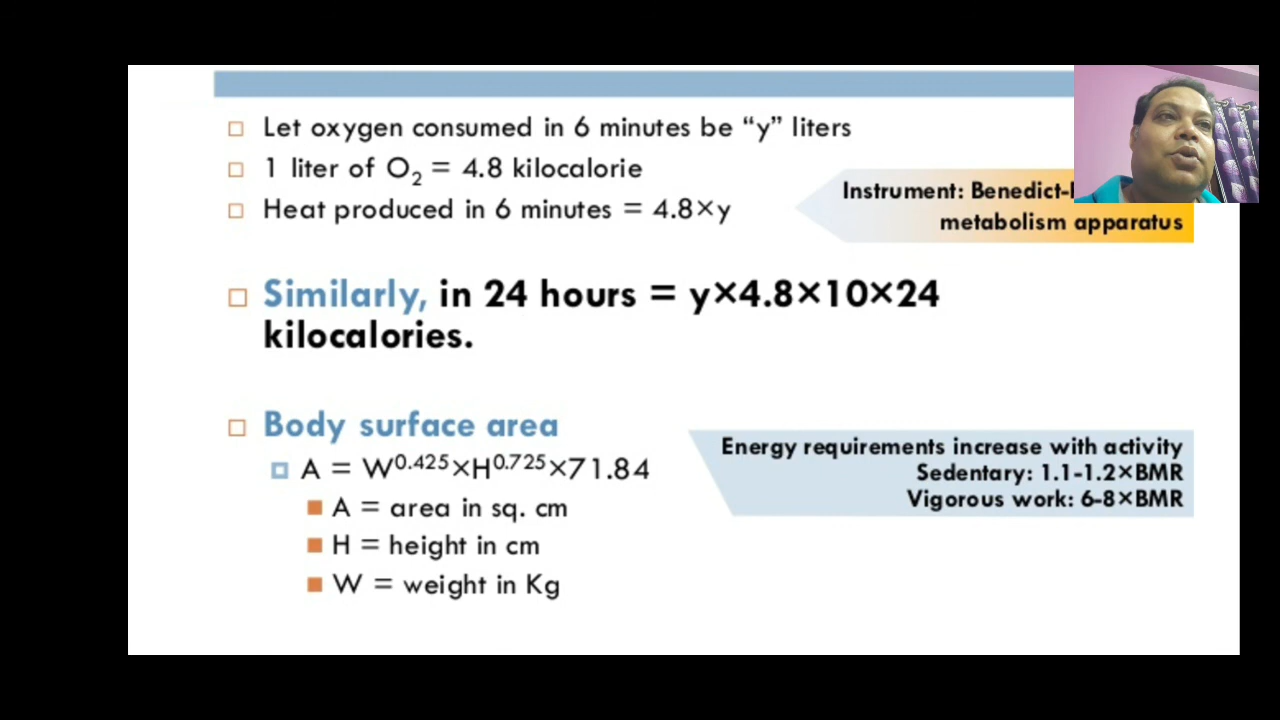 Let oxygen consumed in 6 minutes be “y” liters
1 liter of O₂ = 4.8 kilocalorie
Heat produced in 6 minutes = 4.8×y
Instrument: Benedict-
metabolism apparatus
Similarly, in 24 hours = y×4.8×10×24
kilocalories.
Body surface area
A = W^0.425×H^0.725×71.84
A = area in sq. cm
H = height in cm
W = weight in Kg
Energy requirements increase with activity
Sedentary: 1.1-1.2×BMR
Vigorous work: 6-8×BMR